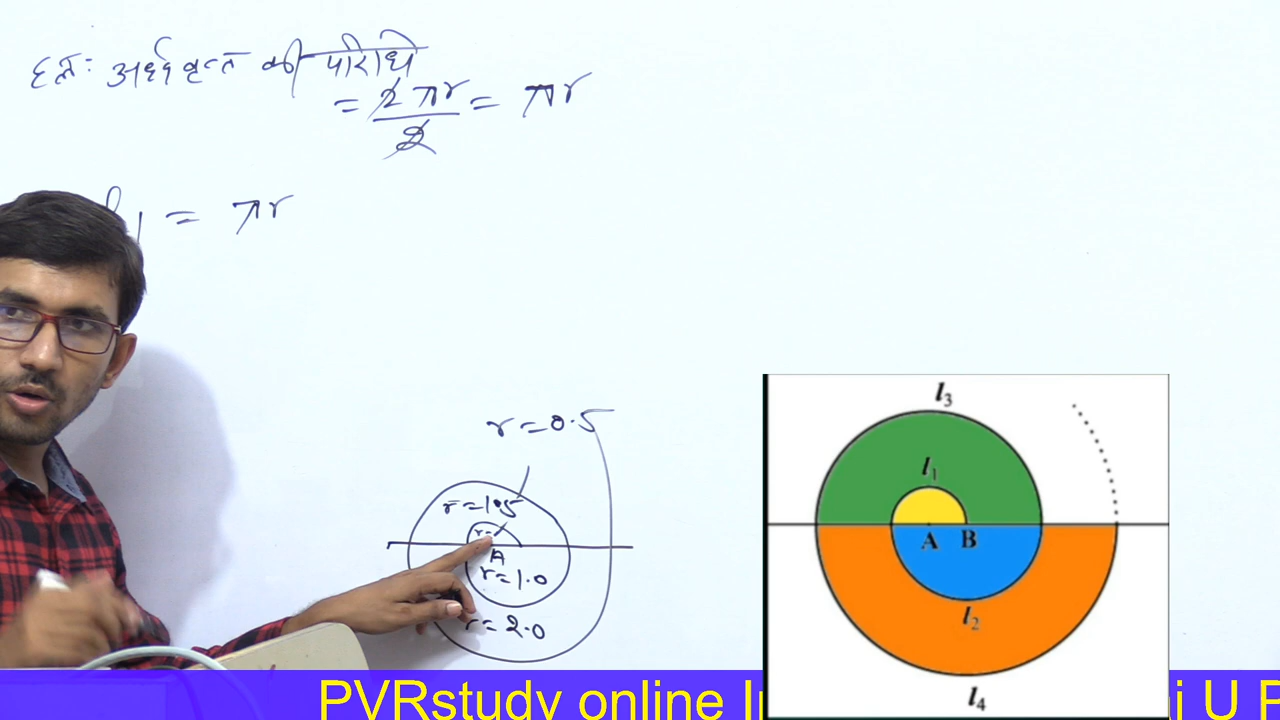 हल: अर्धवृत्त की परिधि
= 2πr/2 = πr
l1 = πr
r=0.5
r=1.5
r=
A
r=1.0
r=2.0
l3
l1
A B
l2
l4
PVRstudy online I
i U P